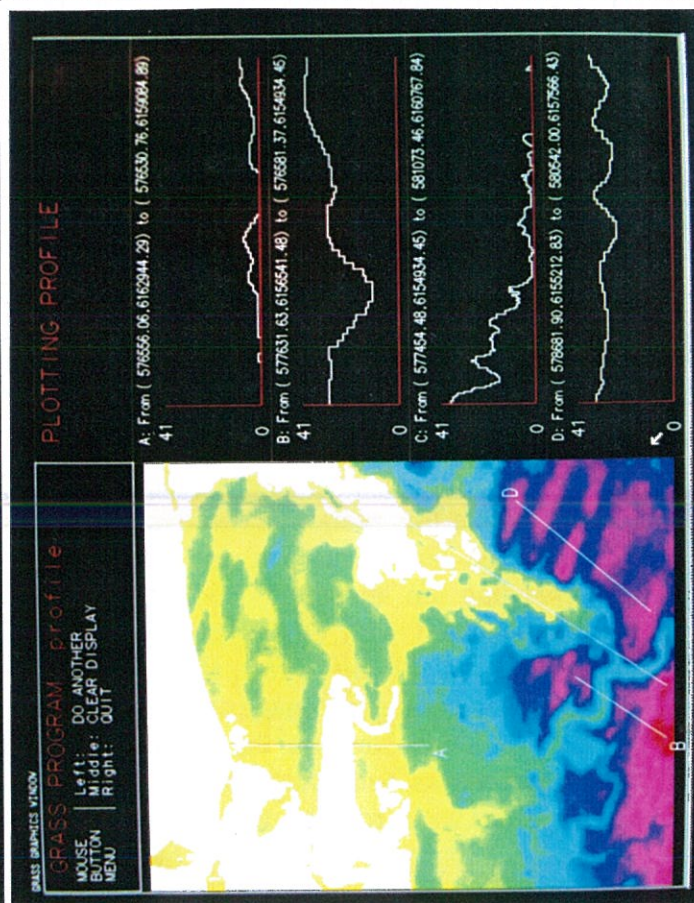 GRASS GRAPHICS WINDOW
GRASS PROGRAM: profile
PLOTTING PROFILE
MOUSE | Left: DO ANOTHER
BUTTON | Middle: CLEAR DISPLAY
MENU | Right: QUIT
A: From ( 576556.06,6162944.29) to ( 576530.76,6159084.89)
41
0
B: From ( 577631.63,6156541.48) to ( 576581.37,6154934.45)
41
0
C: From ( 577454.48,6154934.45) to ( 581073.46,6160767.84)
41
0
D: From ( 578681.90,6155212.83) to ( 580542.00,6157566.43)
41
0
A
B
D